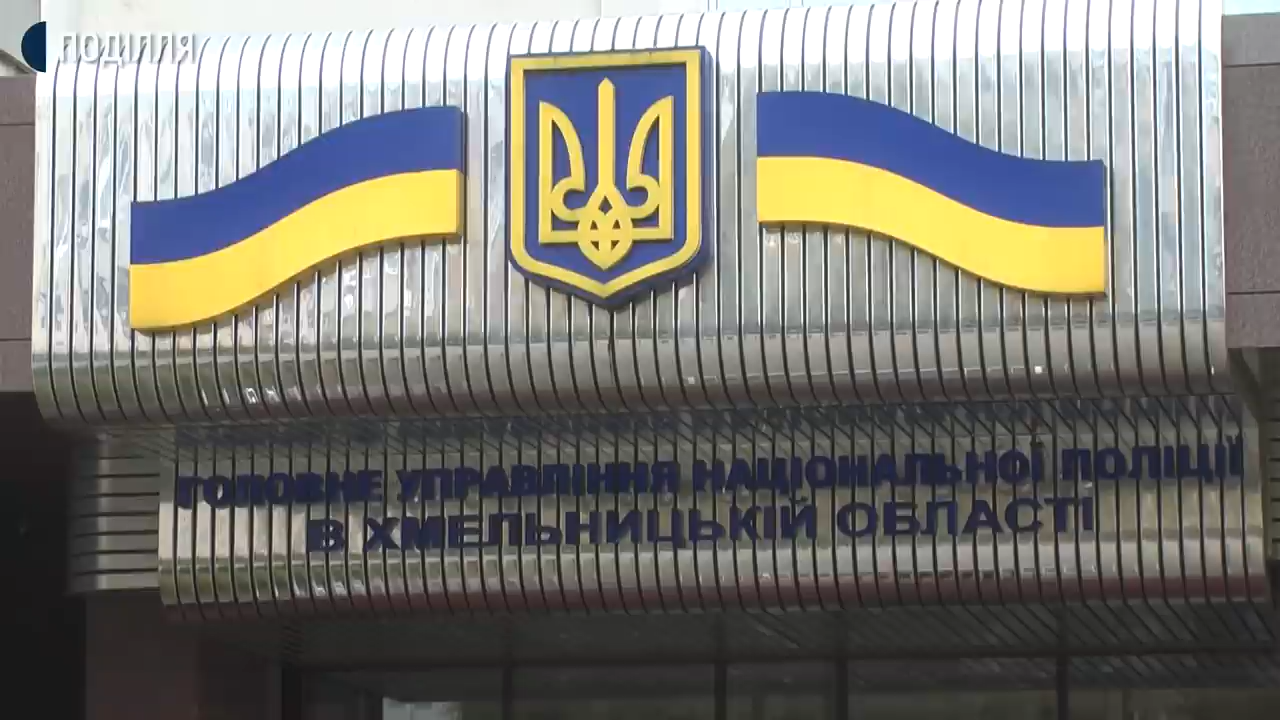 ПОДІЛЛЯ
ГОЛОВНЕ УПРАВЛІННЯ НАЦІОНАЛЬНОЇ ПОЛІЦІЇ
В ХМЕЛЬНИЦЬКІЙ ОБЛАСТІ